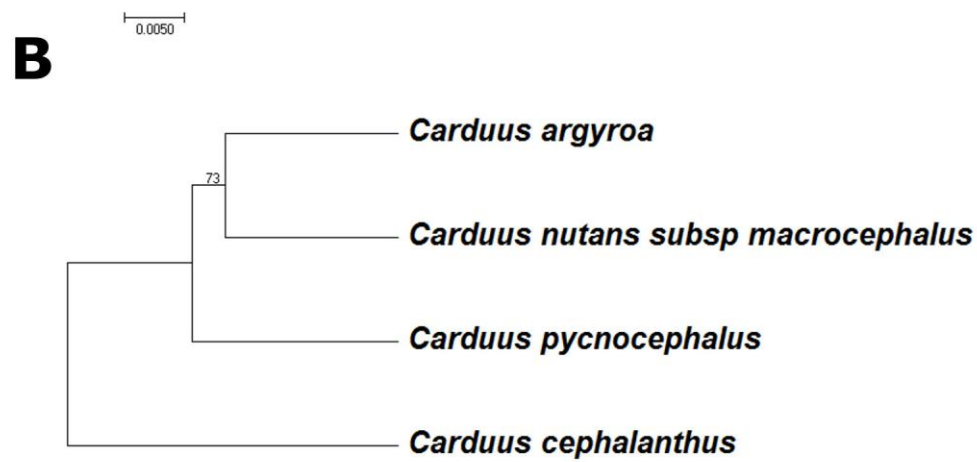 0.0050
B
Carduus argyroa
73
Carduus nutans subsp macrocephalus
Carduus pycnocephalus
Carduus cephalanthus